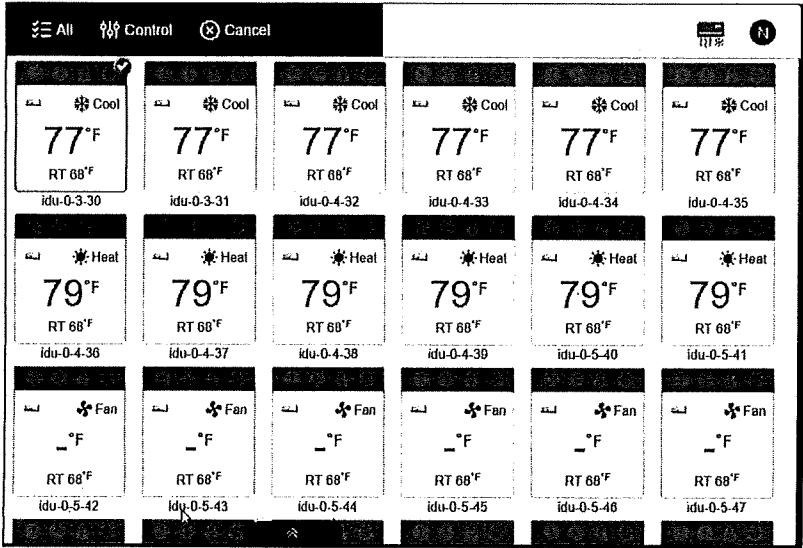 All Control Cancel N
Cool Cool Cool Cool Cool Cool
77°F 77°F 77°F 77°F 77°F 77°F
RT 68°F RT 68°F RT 68°F RT 68°F RT 68°F RT 68°F
idu-0-3-30 idu-0-3-31 idu-0-4-32 idu-0-4-33 idu-0-4-34 idu-0-4-35
Heat Heat Heat Heat Heat Heat
79°F 79°F 79°F 79°F 79°F 79°F
RT 68°F RT 68°F RT 68°F RT 68°F RT 68°F RT 68°F
idu-0-4-36 idu-0-4-37 idu-0-4-38 idu-0-4-39 idu-0-5-40 idu-0-5-41
Fan Fan Fan Fan Fan Fan
_°F _°F _°F _°F _°F _°F
RT 68°F RT 68°F RT 68°F RT 68°F RT 68°F RT 68°F
idu-0-5-42 idu-0-5-43 idu-0-5-44 idu-0-5-45 idu-0-5-46 idu-0-5-47